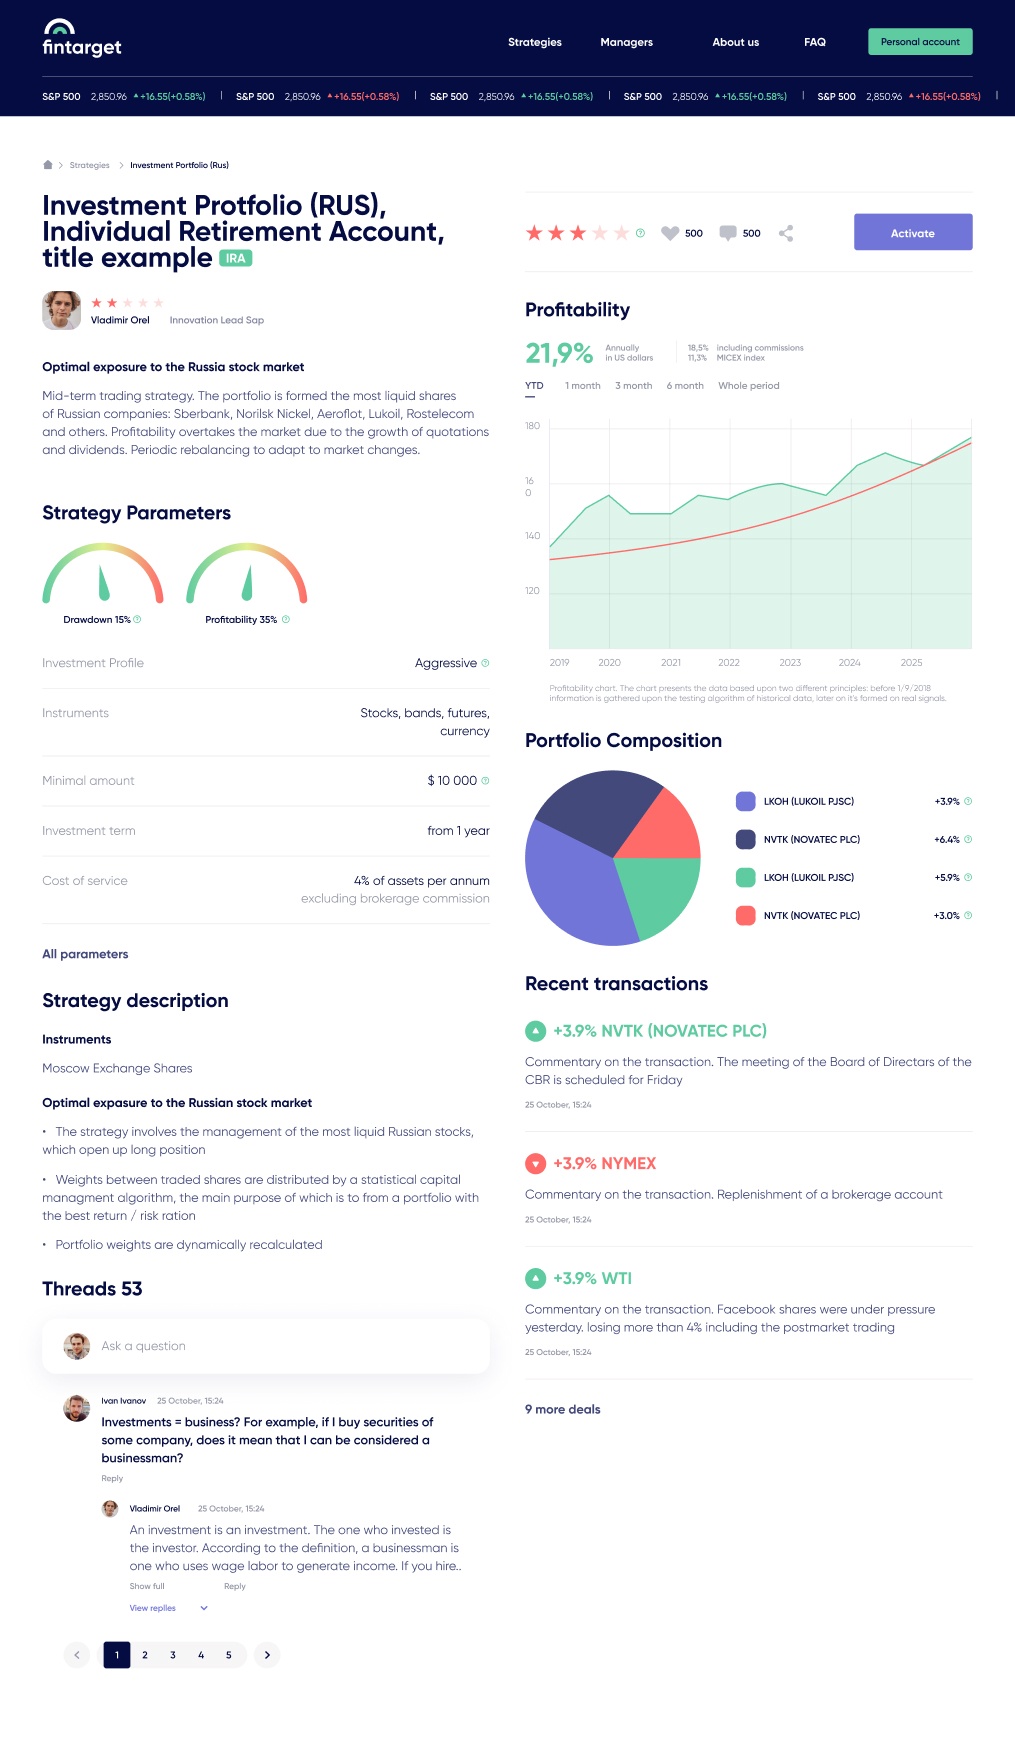 fintarget
Strategies Managers About us FAQ Personal account
S&P 500 2,850.96 +16.55(+0.58%) S&P 500 2,850.96 +16.55(+0.58%) S&P 500 2,850.96 +16.55(+0.58%) S&P 500 2,850.96 +16.55(+0.58%) S&P 500 2,850.96 +16.55(+0.58%)
Strategies Investment Portfolio (Rus)
Investment Protfolio (RUS),
Individual Retirement Account,
title example IRA
Vladimir Orel Innovation Lead Sap
Optimal exposure to the Russia stock market
Mid-term trading strategy. The portfolio is formed the most liquid shares
of Russian companies: Sberbank, Norilsk Nickel, Aeroflot, Lukoil, Rostelecom
and others. Profitability overtakes the market due to the growth of quotations
and dividends. Periodic rebalancing to adapt to market changes.
Strategy Parameters
Drawdown 15% Profitability 35%
Investment Profile Aggressive
Instruments Stocks, bands, futures,
currency
Minimal amount $ 10 000
Investment term from 1 year
Cost of service 4% of assets per annum
excluding brokerage commission
All parameters
Strategy description
Instruments
Moscow Exchange Shares
Optimal expasure to the Russian stock market
• The strategy involves the management of the most liquid Russian stocks,
which open up long position
• Weights between traded shares are distributed by a statistical capital
managment algorithm, the main purpose of which is to from a portfolio with
the best return / risk ration
• Portfolio weights are dynamically recalculated
Threads 53
Ask a question
Ivan Ivanov 25 October, 15:24
Investments = business? For example, if I buy securities of
some company, does it mean that I can be considered a
businessman?
Reply
Vladimir Orel 25 October, 15:24
An investment is an investment. The one who invested is
the investor. According to the definition, a businessman is
one who uses wage labor to generate income. If you hire..
Show full Reply
View replles
1 2 3 4 5
500 500 Activate
Profitability
21,9% Annually
in US dollars
18,5% including commissions
11,3% MICEX index
YTD 1 month 3 month 6 month Whole period
180
16
0
140
120
2019 2020 2021 2022 2023 2024 2025
Profitability chart. The chart presents the data based upon two different principles: before 1/9/2018
information is gathered upon the testing algorithm of historical data, later on it's formed on real signals.
Portfolio Composition
LKOH (LUKOIL PJSC) +3.9%
NVTK (NOVATEC PLC) +6.4%
LKOH (LUKOIL PJSC) +5.9%
NVTK (NOVATEC PLC) +3.0%
Recent transactions
+3.9% NVTK (NOVATEC PLC)
Commentary on the transaction. The meeting of the Board of Directars of the
CBR is scheduled for Friday
25 October, 15:24
+3.9% NYMEX
Commentary on the transaction. Replenishment of a brokerage account
25 October, 15:24
+3.9% WTI
Commentary on the transaction. Facebook shares were under pressure
yesterday. losing more than 4% including the postmarket trading
25 October, 15:24
9 more deals